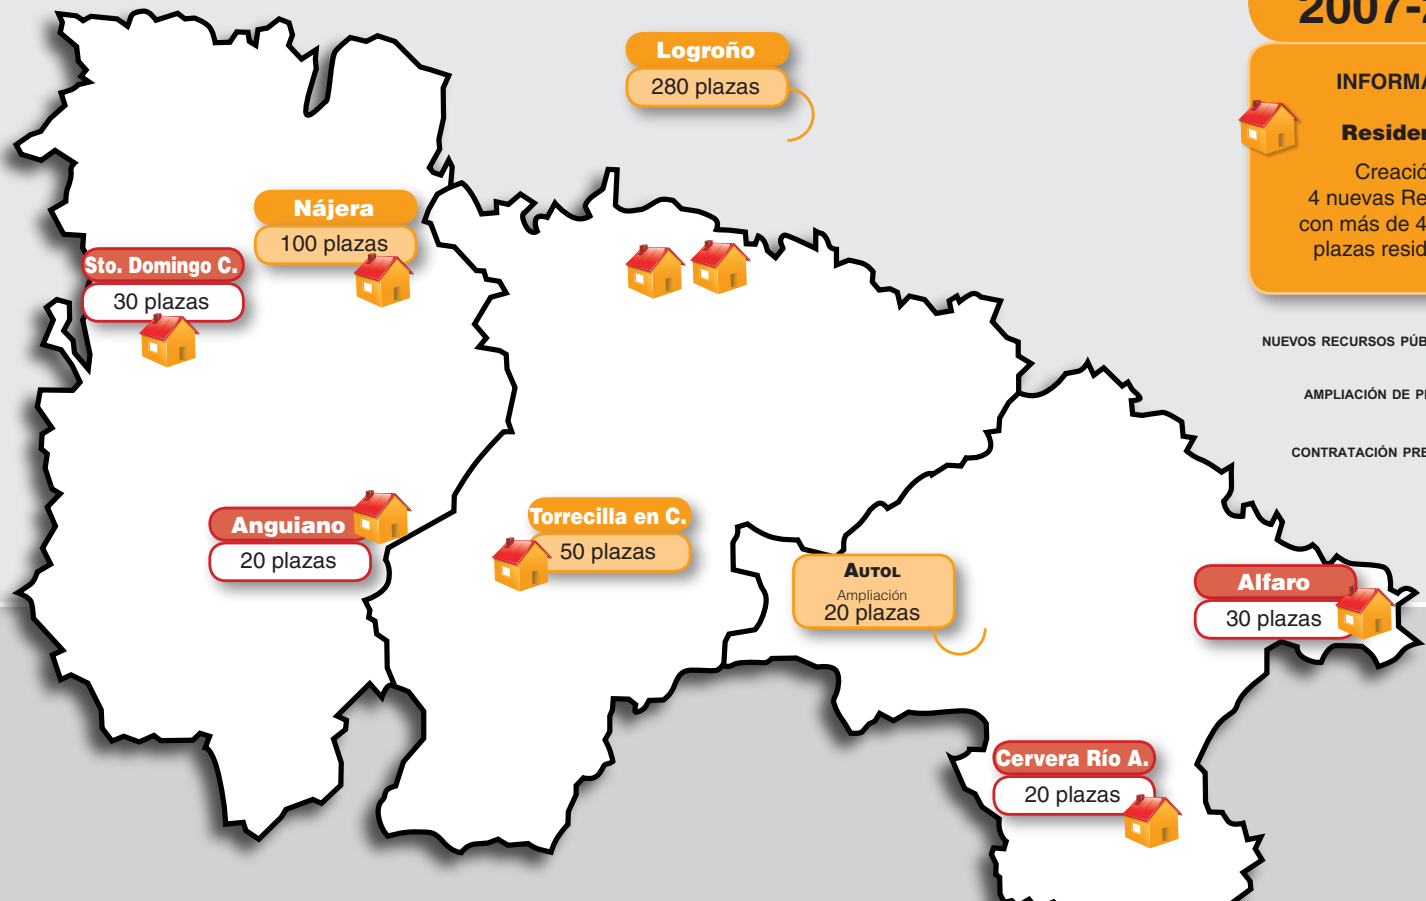 2007-
Logroño
280 plazas
INFORMA
Residen
Creació
4 nuevas Re
con más de 4
plazas resid
Nájera
100 plazas
Sto. Domingo C.
30 plazas
NUEVOS RECURSOS PÚB
AMPLIACIÓN DE P
CONTRATACIÓN PRE
Anguiano
20 plazas
Torrecilla en C.
50 plazas
AUTOL
Ampliación
20 plazas
Alfaro
30 plazas
Cervera Río A.
20 plazas